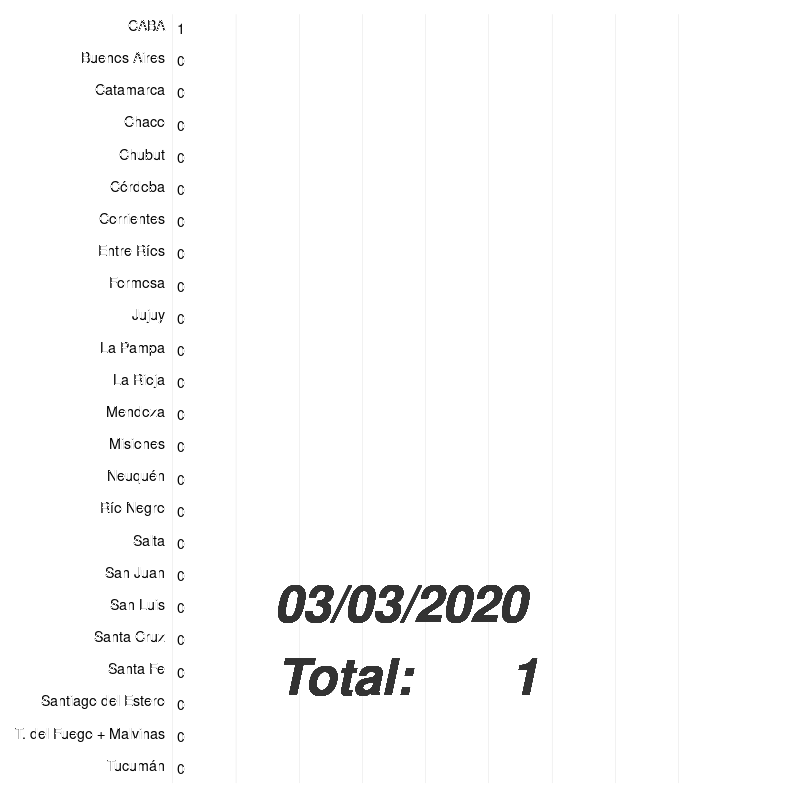 CABA 1
Buenos Aires 0
Catamarca 0
Chaco 0
Chubut 0
Córdoba 0
Corrientes 0
Entre Ríos 0
Formosa 0
Jujuy 0
La Pampa 0
La Rioja 0
Mendoza 0
Misiones 0
Neuquén 0
Río Negro 0
Salta 0
San Juan 0
San Luis 0
Santa Cruz 0
Santa Fe 0
Santiago del Estero 0
T. del Fuego + Malvinas 0
Tucumán 0
03/03/2020
Total: 1